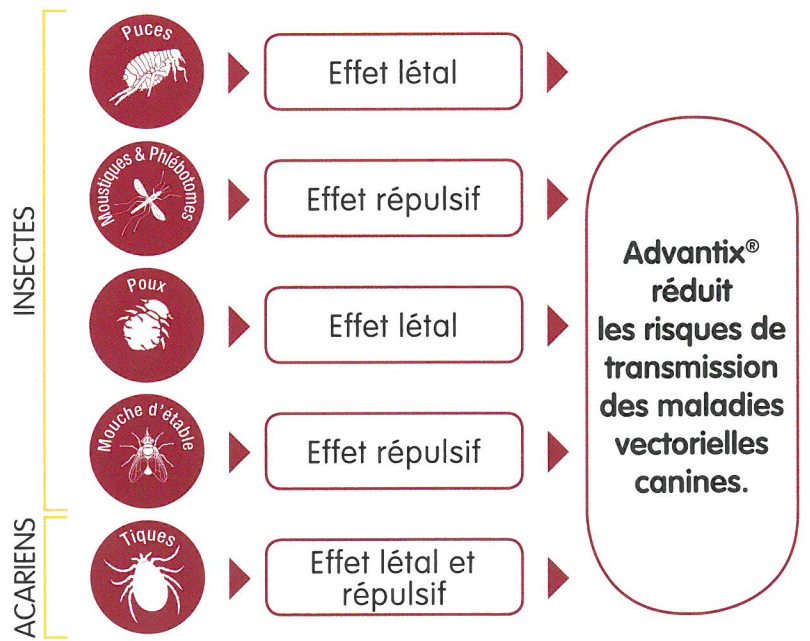 INSECTES
Puces
Effet létal
Moustiques & Phlébotomes
Effet répulsif
Poux
Effet létal
Mouche d'étable
Effet répulsif
ACARIENS
Tiques
Effet létal et
répulsif
Advantix®
réduit
les risques de
transmission
des maladies
vectorielles
canines.